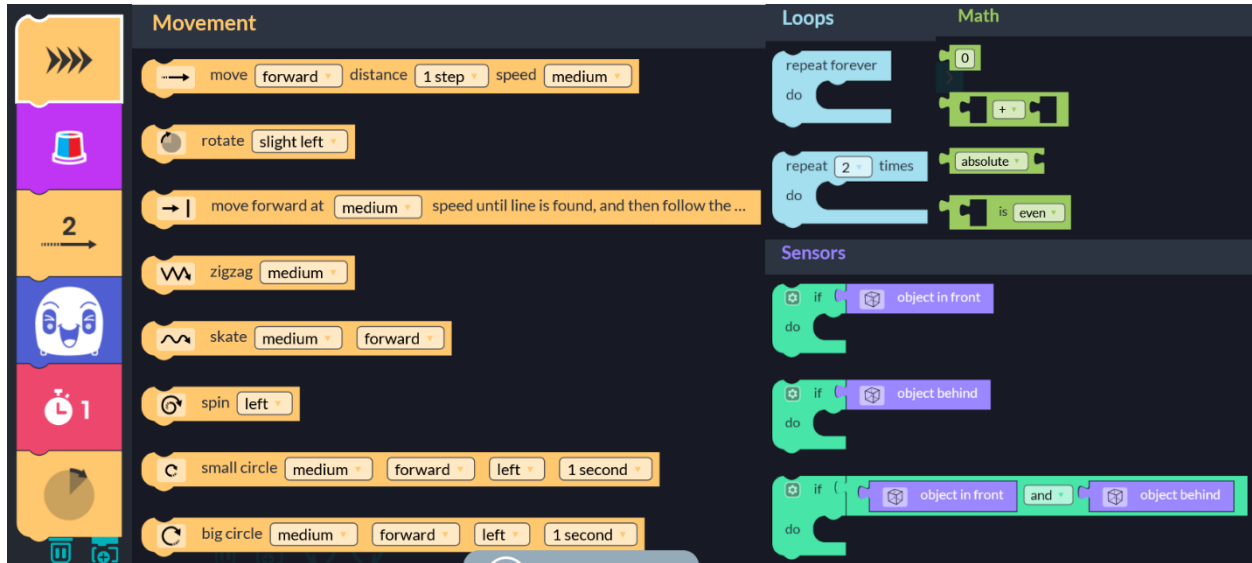 Movement
move forward distance 1 step speed medium
rotate slight left
move forward at medium speed until line is found, and then follow the ...
zigzag medium
skate medium forward
spin left
small circle medium forward left 1 second
big circle medium forward left 1 second
2
1
Loops
repeat forever
do
repeat 2 times
do
Math
0
+
absolute
is even
Sensors
if object in front
do
if object behind
do
if ( object in front and object behind
do